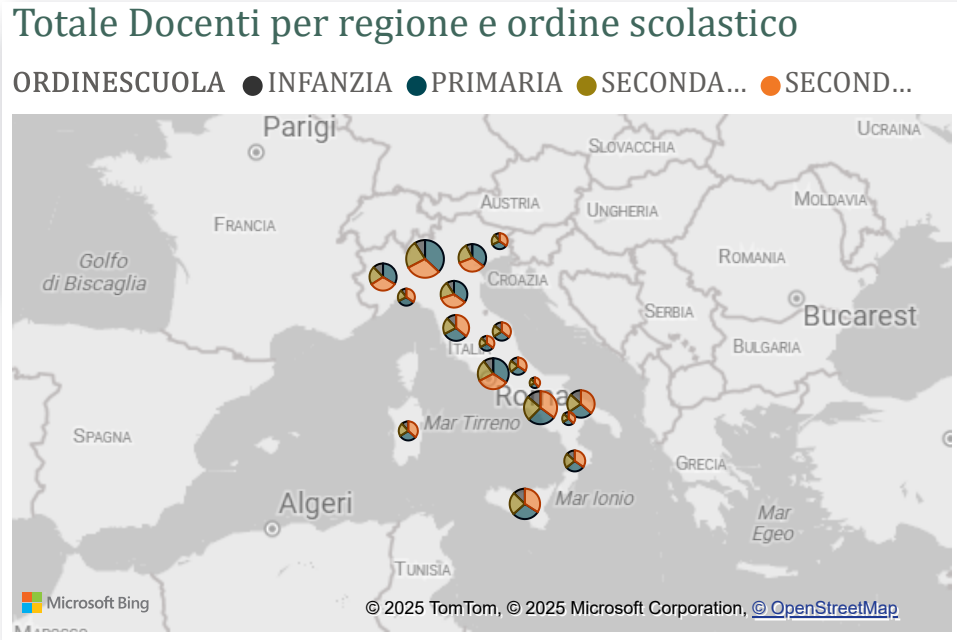 Totale Docenti per regione e ordine scolastico
ORDINESCUOLA INFANZIA PRIMARIA SECONDA... SECOND...
Parigi
UCRAINA
SLOVACCHIA
AUSTRIA
MOLDAVIA
UNGHERIA
FRANCIA
ROMANIA
Golfo
di Biscaglia
CROAZIA
SERBIA
Bucarest
ITALIA
BULGARIA
Roma
Mar Tirreno
SPAGNA
GRECIA
Algeri
Mar Ionio
Mar
Egeo
TUNISIA
Microsoft Bing
© 2025 TomTom, © 2025 Microsoft Corporation, © OpenStreetMap